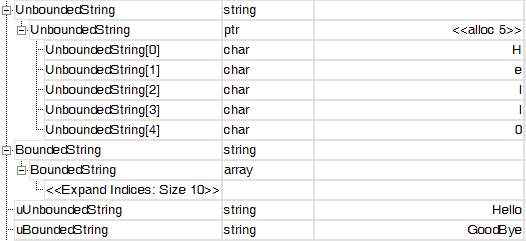 UnboundedString string
UnboundedString ptr <<alloc 5>>
UnboundedString[0] char H
UnboundedString[1] char e
UnboundedString[2] char l
UnboundedString[3] char l
UnboundedString[4] char 0
BoundedString string
BoundedString array
<<Expand Indices: Size 10>>
uUnboundedString string Hello
uBoundedString string GoodBye